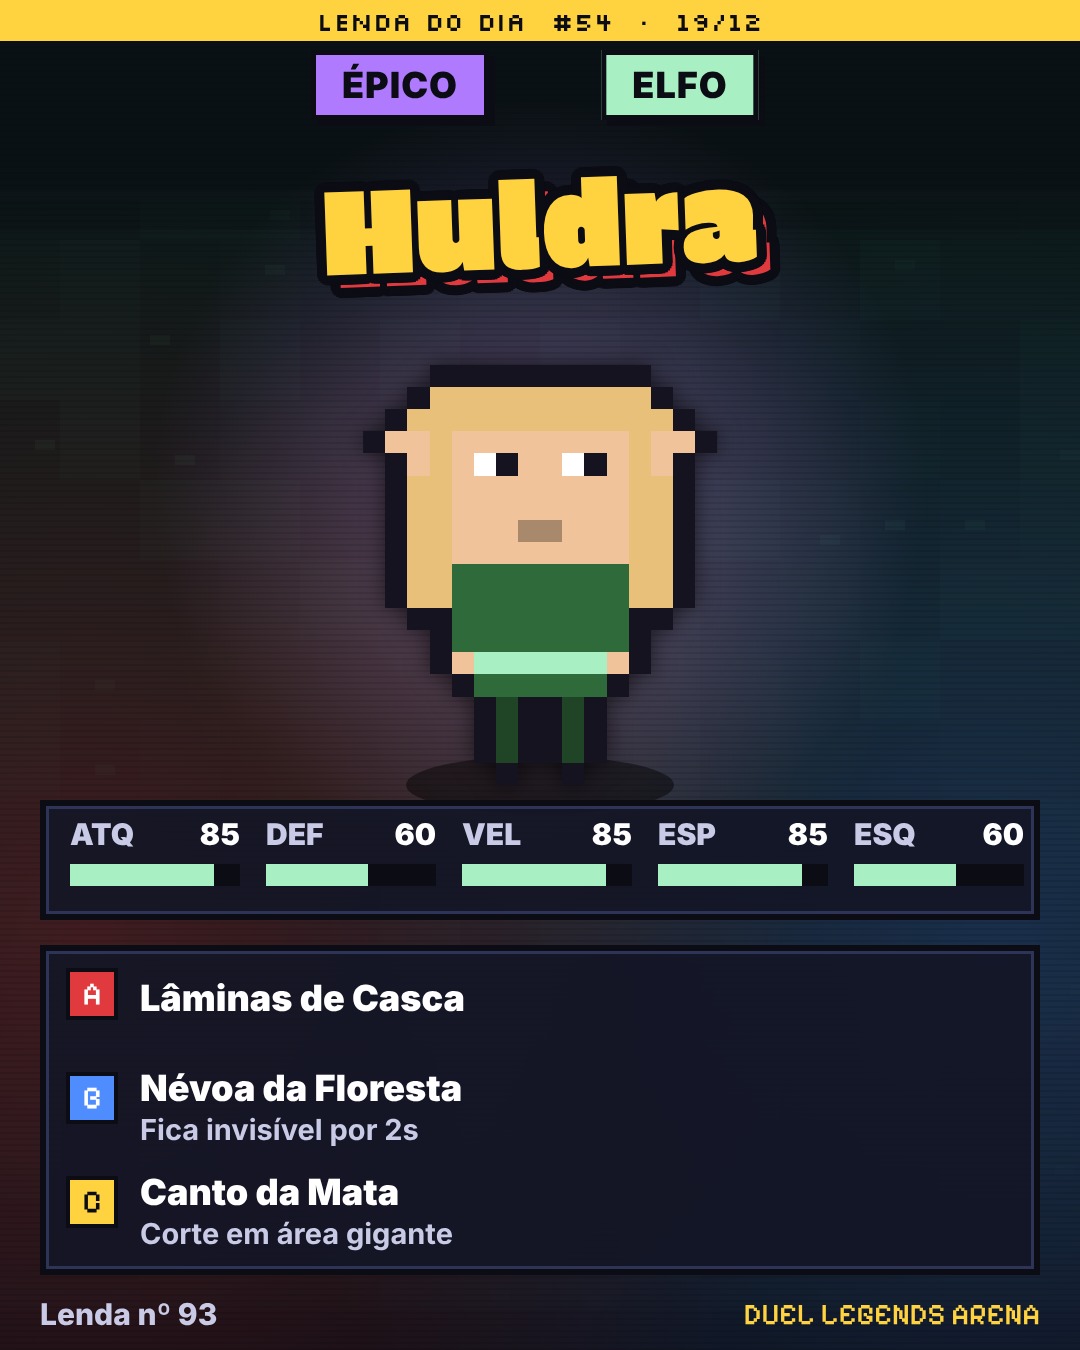 LENDA DO DIA #54 · 19/12
ÉPICO ELFO
Huldra
ATQ 85 DEF 60 VEL 85 ESP 85 ESQ 60
A Lâminas de Casca
B Névoa da Floresta
Fica invisível por 2s
C Canto da Mata
Corte em área gigante
Lenda nº 93 DUEL LEGENDS ARENA